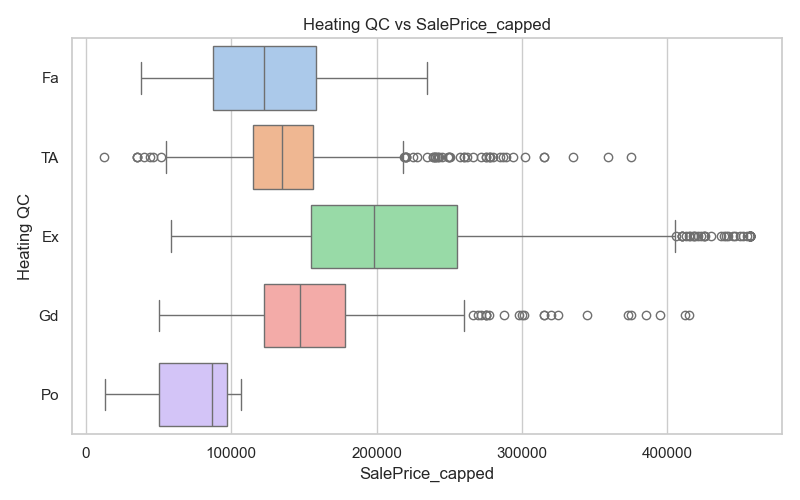 Heating QC vs SalePrice_capped
Heating QC
Fa
TA
Ex
Gd
Po
0 100000 200000 300000 400000
SalePrice_capped